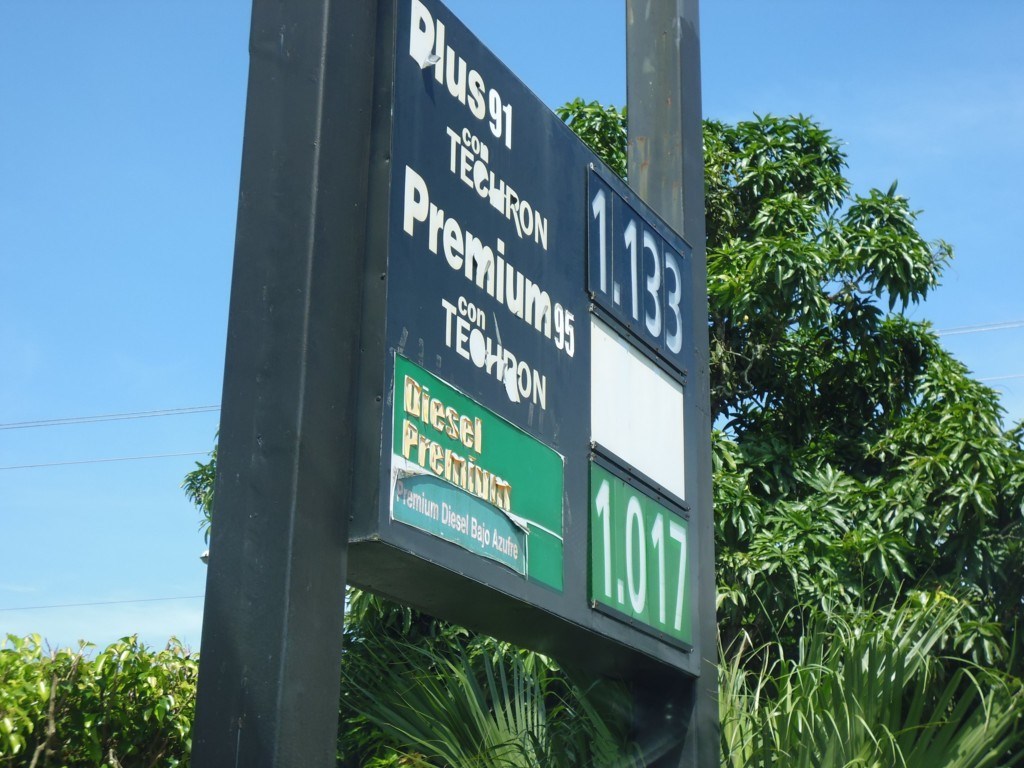 Plus 91
con
TECHRON
1.133
Premium 95
con
TECHRON
Diesel
Premium
Premium Diesel Bajo Azufre
1.017